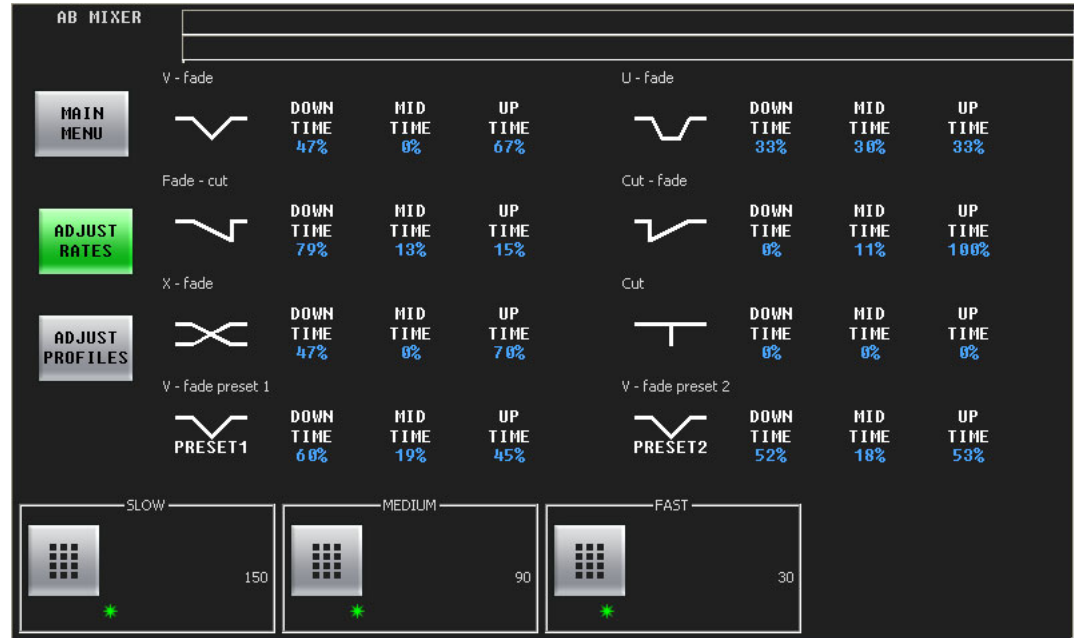 AB MIXER
V - fade
U - fade
MAIN
MENU
DOWN MID UP
TIME TIME TIME
47% 0% 67%
DOWN MID UP
TIME TIME TIME
33% 30% 33%
Fade - cut
Cut - fade
ADJUST
RATES
DOWN MID UP
TIME TIME TIME
79% 13% 15%
DOWN MID UP
TIME TIME TIME
0% 11% 100%
X - fade
Cut
ADJUST
PROFILES
DOWN MID UP
TIME TIME TIME
47% 0% 70%
DOWN MID UP
TIME TIME TIME
0% 0% 0%
V - fade preset 1
V - fade preset 2
PRESET1
DOWN MID UP
TIME TIME TIME
60% 19% 45%
PRESET2
DOWN MID UP
TIME TIME TIME
52% 18% 53%
SLOW
150
MEDIUM
90
FAST
30